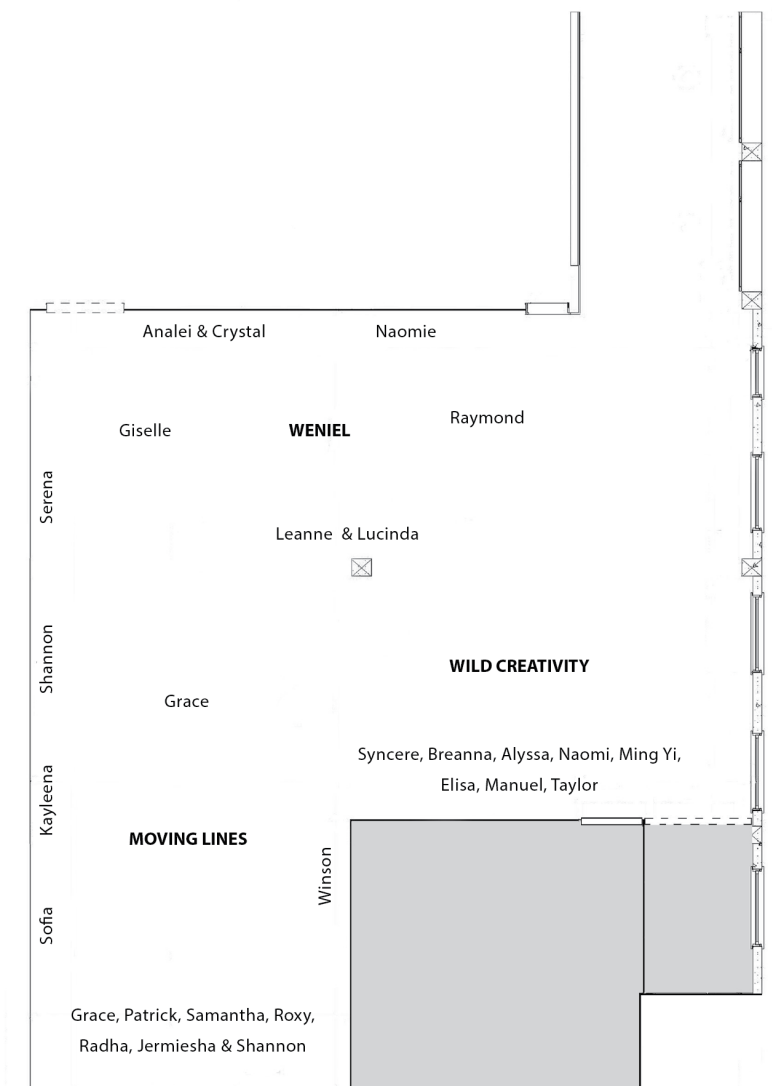 Analei & Crystal
Naomie
Raymond
Giselle
WENIEL
Serena
Leanne & Lucinda
Shannon
WILD CREATIVITY
Grace
Syncere, Breanna, Alyssa, Naomi, Ming Yi,
Elisa, Manuel, Taylor
Kayleena
MOVING LINES
Winson
Sofia
Grace, Patrick, Samantha, Roxy,
Radha, Jermiesha & Shannon